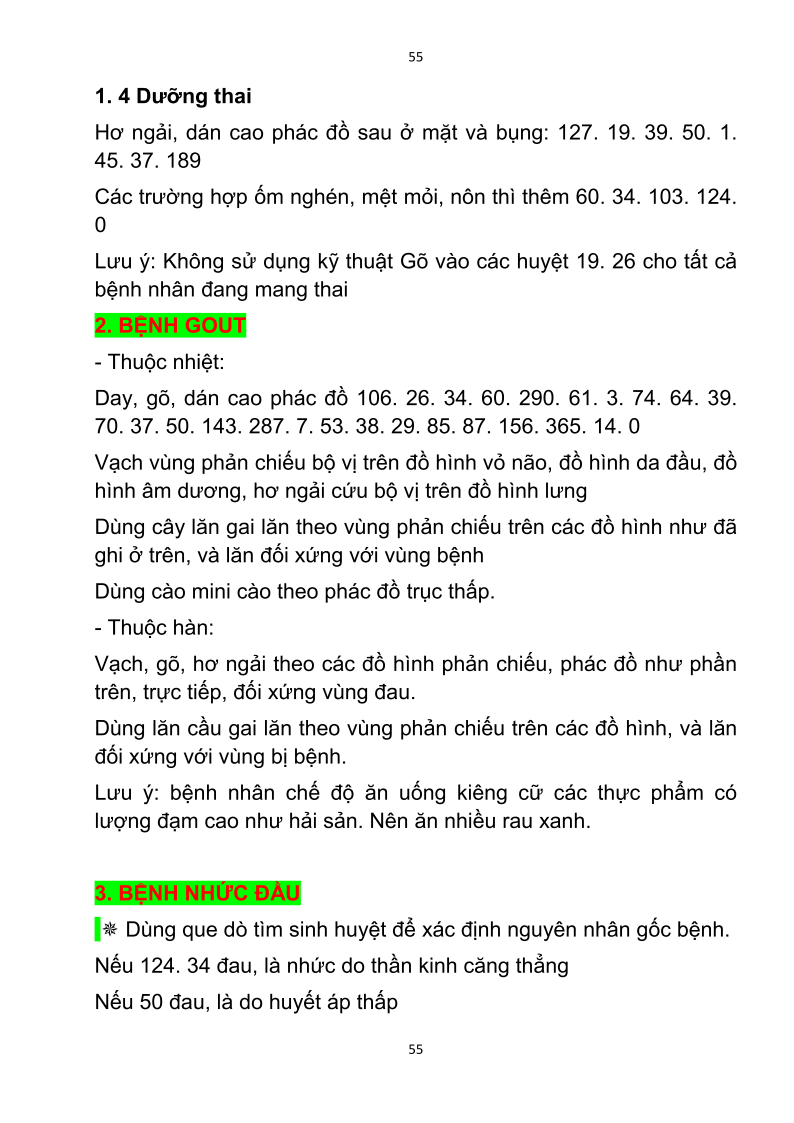 55
1. 4 Dưỡng thai
Hơ ngải, dán cao phác đồ sau ở mặt và bụng: 127. 19. 39. 50. 1.
45. 37. 189
Các trường hợp ốm nghén, mệt mỏi, nôn thì thêm 60. 34. 103. 124.
0
Lưu ý: Không sử dụng kỹ thuật Gõ vào các huyệt 19. 26 cho tất cả
bệnh nhân đang mang thai
2. BỆNH GOUT
- Thuộc nhiệt:
Day, gõ, dán cao phác đồ 106. 26. 34. 60. 290. 61. 3. 74. 64. 39.
70. 37. 50. 143. 287. 7. 53. 38. 29. 85. 87. 156. 365. 14. 0
Vạch vùng phản chiếu bộ vị trên đồ hình vỏ não, đồ hình da đầu, đồ
hình âm dương, hơ ngải cứu bộ vị trên đồ hình lưng
Dùng cây lăn gai lăn theo vùng phản chiếu trên các đồ hình như đã
ghi ở trên, và lăn đối xứng với vùng bệnh
Dùng cào mini cào theo phác đồ trục thấp.
- Thuộc hàn:
Vạch, gõ, hơ ngải theo các đồ hình phản chiếu, phác đồ như phần
trên, trực tiếp, đối xứng vùng đau.
Dùng lăn cầu gai lăn theo vùng phản chiếu trên các đồ hình, và lăn
đối xứng với vùng bị bệnh.
Lưu ý: bệnh nhân chế độ ăn uống kiêng cữ các thực phẩm có
lượng đạm cao như hải sản. Nên ăn nhiều rau xanh.
3. BỆNH NHỨC ĐẦU
✵ Dùng que dò tìm sinh huyệt để xác định nguyên nhân gốc bệnh.
Nếu 124. 34 đau, là nhức do thần kinh căng thẳng
Nếu 50 đau, là do huyết áp thấp
55